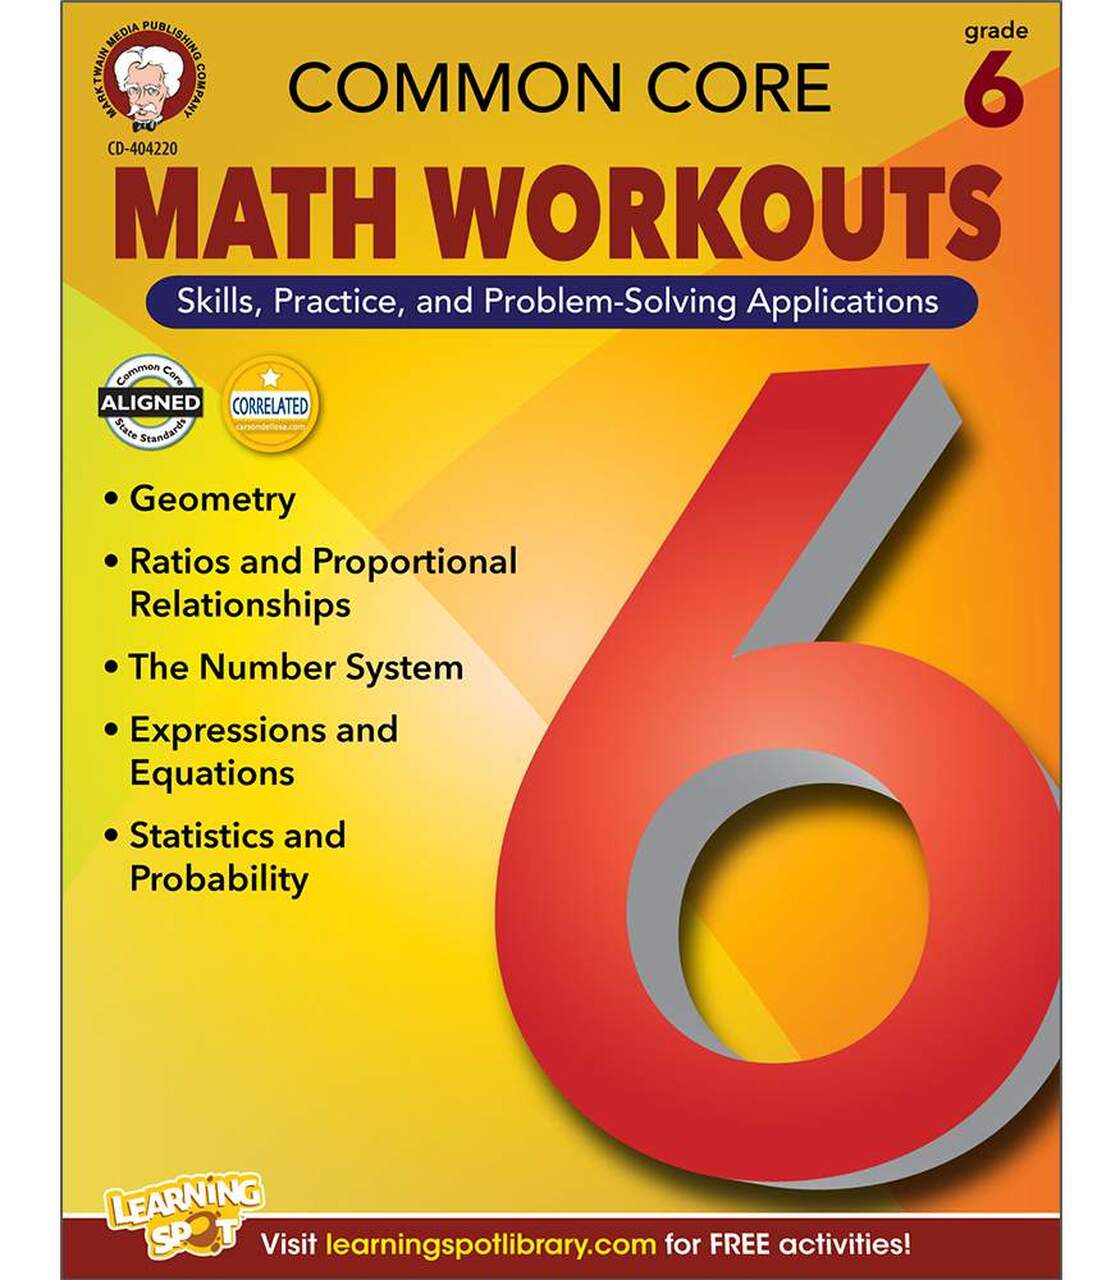 MARK TWAIN MEDIA PUBLISHING COMPANY
CD-404220
grade
6
COMMON CORE
MATH WORKOUTS
Skills, Practice, and Problem-Solving Applications
Common Core
ALIGNED
State Standards
CORRELATED
carsondellosa.com
• Geometry
• Ratios and Proportional
Relationships
• The Number System
• Expressions and
Equations
• Statistics and
Probability
6
LEARNING
SPOT™
Visit learningspotlibrary.com for FREE activities!